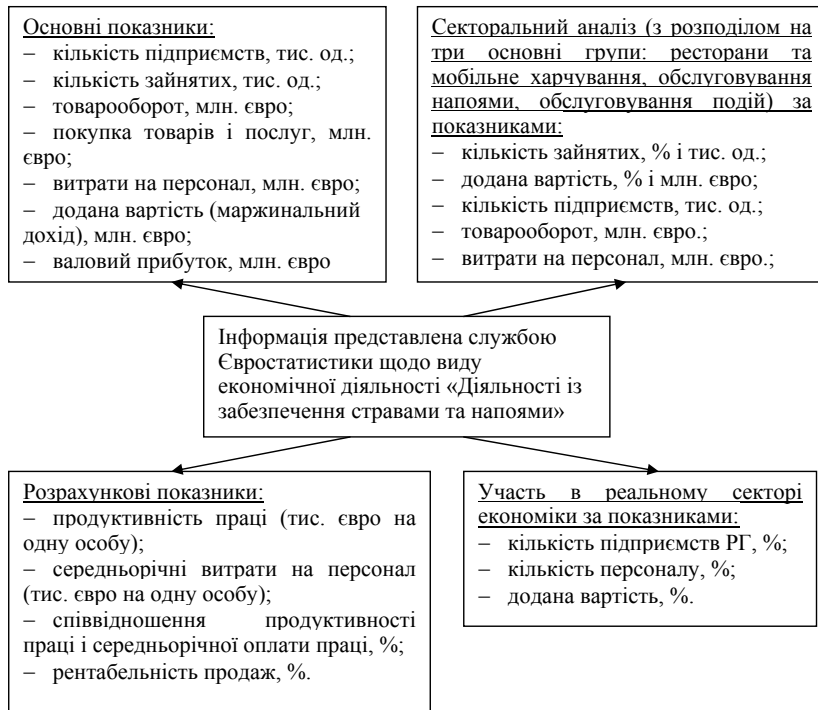 Основні показники:
– кількість підприємств, тис. од.;
– кількість зайнятих, тис. од.;
– товарооборот, млн. євро;
– покупка товарів і послуг, млн.
євро;
– витрати на персонал, млн. євро;
– додана вартість (маржинальний
дохід), млн. євро;
– валовий прибуток, млн. євро
Секторальний аналіз (з розподілом на
три основні групи: ресторани та
мобільне харчування, обслуговування
напоями, обслуговування подій) за
показниками:
– кількість зайнятих, % і тис. од.;
– додана вартість, % і млн. євро;
– кількість підприємств, тис. од.;
– товарооборот, млн. євро.;
– витрати на персонал, млн. євро.;
Інформація представлена службою
Євростатистики щодо виду
економічної діяльності «Діяльності із
забезпечення стравами та напоями»
Розрахункові показники:
– продуктивність праці (тис. євро на
одну особу);
– середньорічні витрати на персонал
(тис. євро на одну особу);
– співвідношення продуктивності
праці і середньорічної оплати праці, %;
– рентабельність продаж, %.
Участь в реальному секторі
економіки за показниками:
– кількість підприємств РГ, %;
– кількість персоналу, %;
– додана вартість, %.